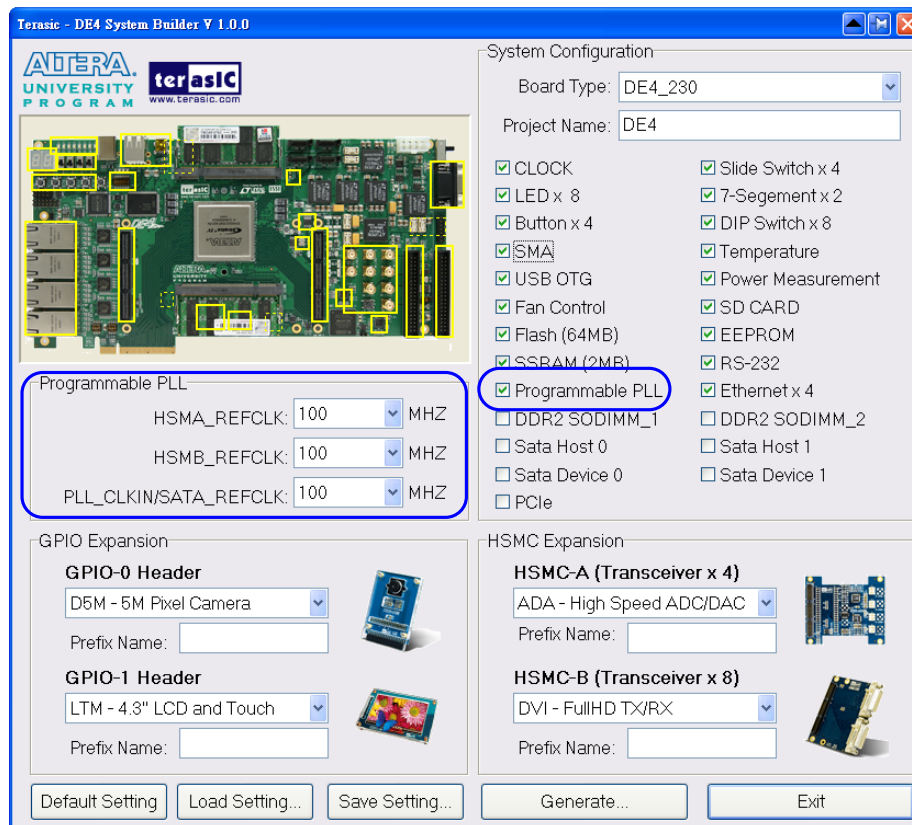 Terasic - DE4 System Builder V 1.0.0
ALTERA.
UNIVERSITY
PROGRAM
terasIC
www.terasic.com
System Configuration
Board Type: DE4_230
Project Name: DE4
CLOCK
Slide Switch x 4
LED x 8
7-Segement x 2
Button x 4
DIP Switch x 8
SMA
Temperature
USB OTG
Power Measurement
Fan Control
SD CARD
Flash (64MB)
EEPROM
SSRAM (2MB)
RS-232
Programmable PLL
Ethernet x 4
DDR2 SODIMM_1
DDR2 SODIMM_2
Sata Host 0
Sata Host 1
Sata Device 0
Sata Device 1
PCIe
Programmable PLL
HSMA_REFCLK: 100 MHZ
HSMB_REFCLK: 100 MHZ
PLL_CLKIN/SATA_REFCLK: 100 MHZ
GPIO Expansion
GPIO-0 Header
D5M - 5M Pixel Camera
Prefix Name:
GPIO-1 Header
LTM - 4.3" LCD and Touch
Prefix Name:
HSMC Expansion
HSMC-A (Transceiver x 4)
ADA - High Speed ADC/DAC
Prefix Name:
HSMC-B (Transceiver x 8)
DVI - FullHD TX/RX
Prefix Name:
Default Setting
Load Setting...
Save Setting...
Generate...
Exit